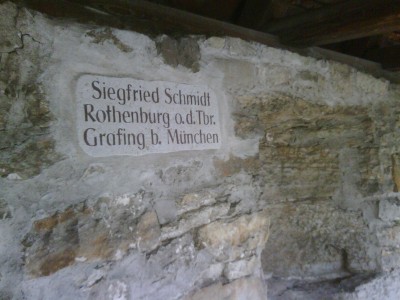 Siegfried Schmidt
Rothenburg o.d.Tbr.
Grafing b. München